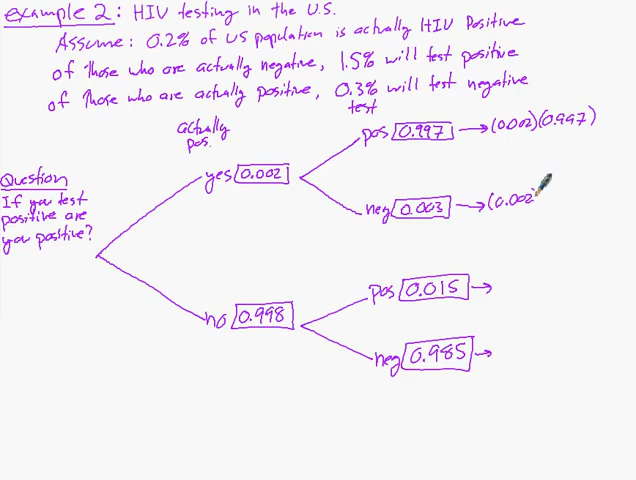 example 2: HIV testing in the U.S.
Assume: 0.2% of US population is actually HIV Positive
of those who are actually negative, 1.5% will test positive
of those who are actually positive, 0.3% will test negative
test
actually
pos.
pos 0.997 (0.002)(0.997)
yes 0.002
neg 0.003 (0.002)
Question
If you test
positive are
you positive?
pos 0.015
no 0.998
neg 0.985